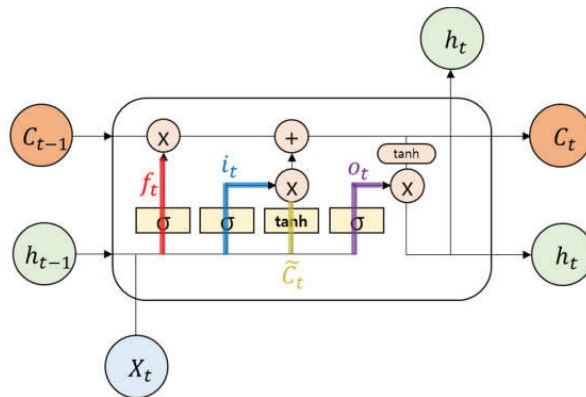 h_t
C_{t-1}
x
+
C_t
tanh
f_t
i_t
x
o_t
x
σ
σ
tanh
σ
h_{t-1}
C̃_t
h_t
X_t